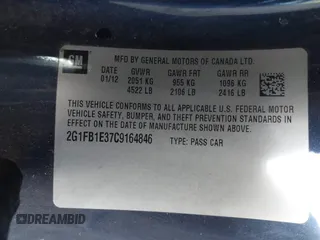 GM
MFD BY GENERAL MOTORS OF CANADA LTD.
DATE GVWR GAWR FRT GAWR RR
01/12 2051 KG 955 KG 1096 KG
4522 LB 2106 LB 2416 LB
THIS VEHICLE CONFORMS TO ALL APPLICABLE U.S. FEDERAL MOTOR
VEHICLE SAFETY, BUMPER, AND THEFT PREVENTION STANDARDS IN
EFFECT ON THE DATE OF MANUFACTURE SHOWN ABOVE.
2G1FB1E37C9164846 TYPE: PASS CAR
DREAMBID